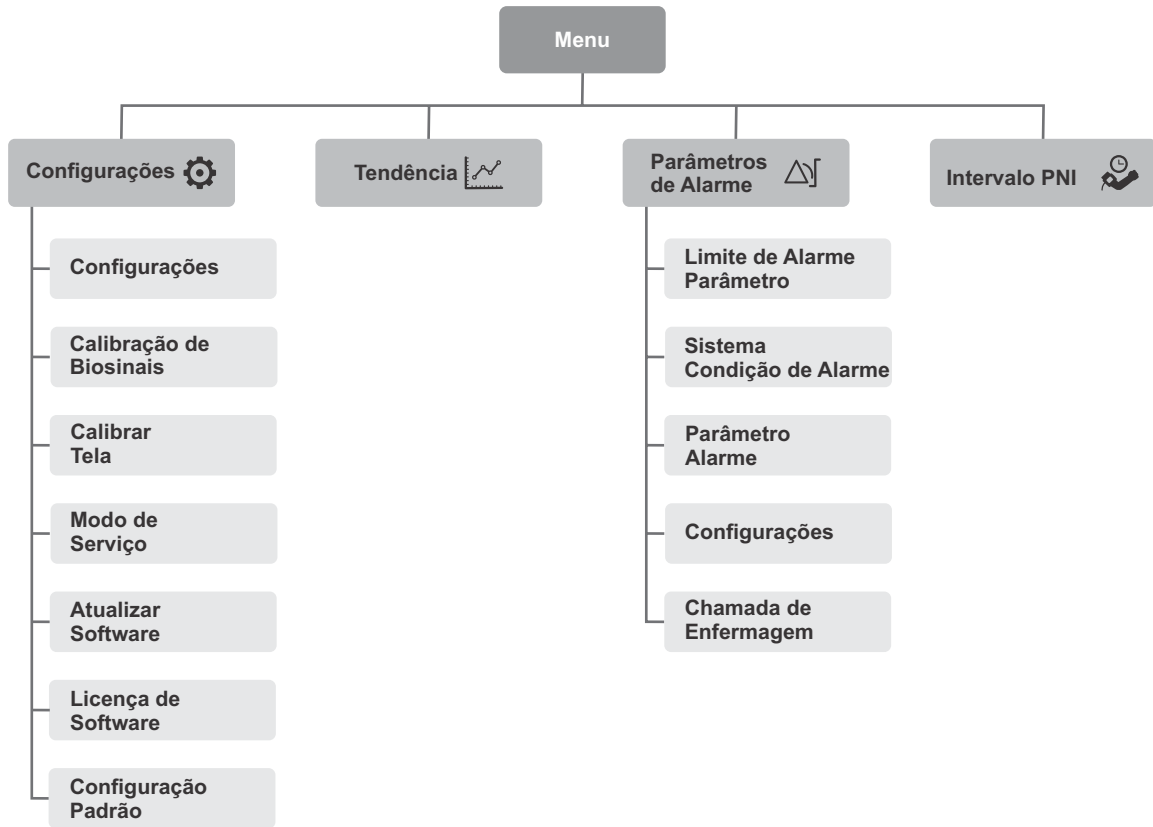 Menu
Configurações
Tendência
Parâmetros
de Alarme
Intervalo PNI
Configurações
Calibração de
Biosinais
Calibrar
Tela
Modo de
Serviço
Atualizar
Software
Licença de
Software
Configuração
Padrão
Limite de Alarme
Parâmetro
Sistema
Condição de Alarme
Parâmetro
Alarme
Configurações
Chamada de
Enfermagem